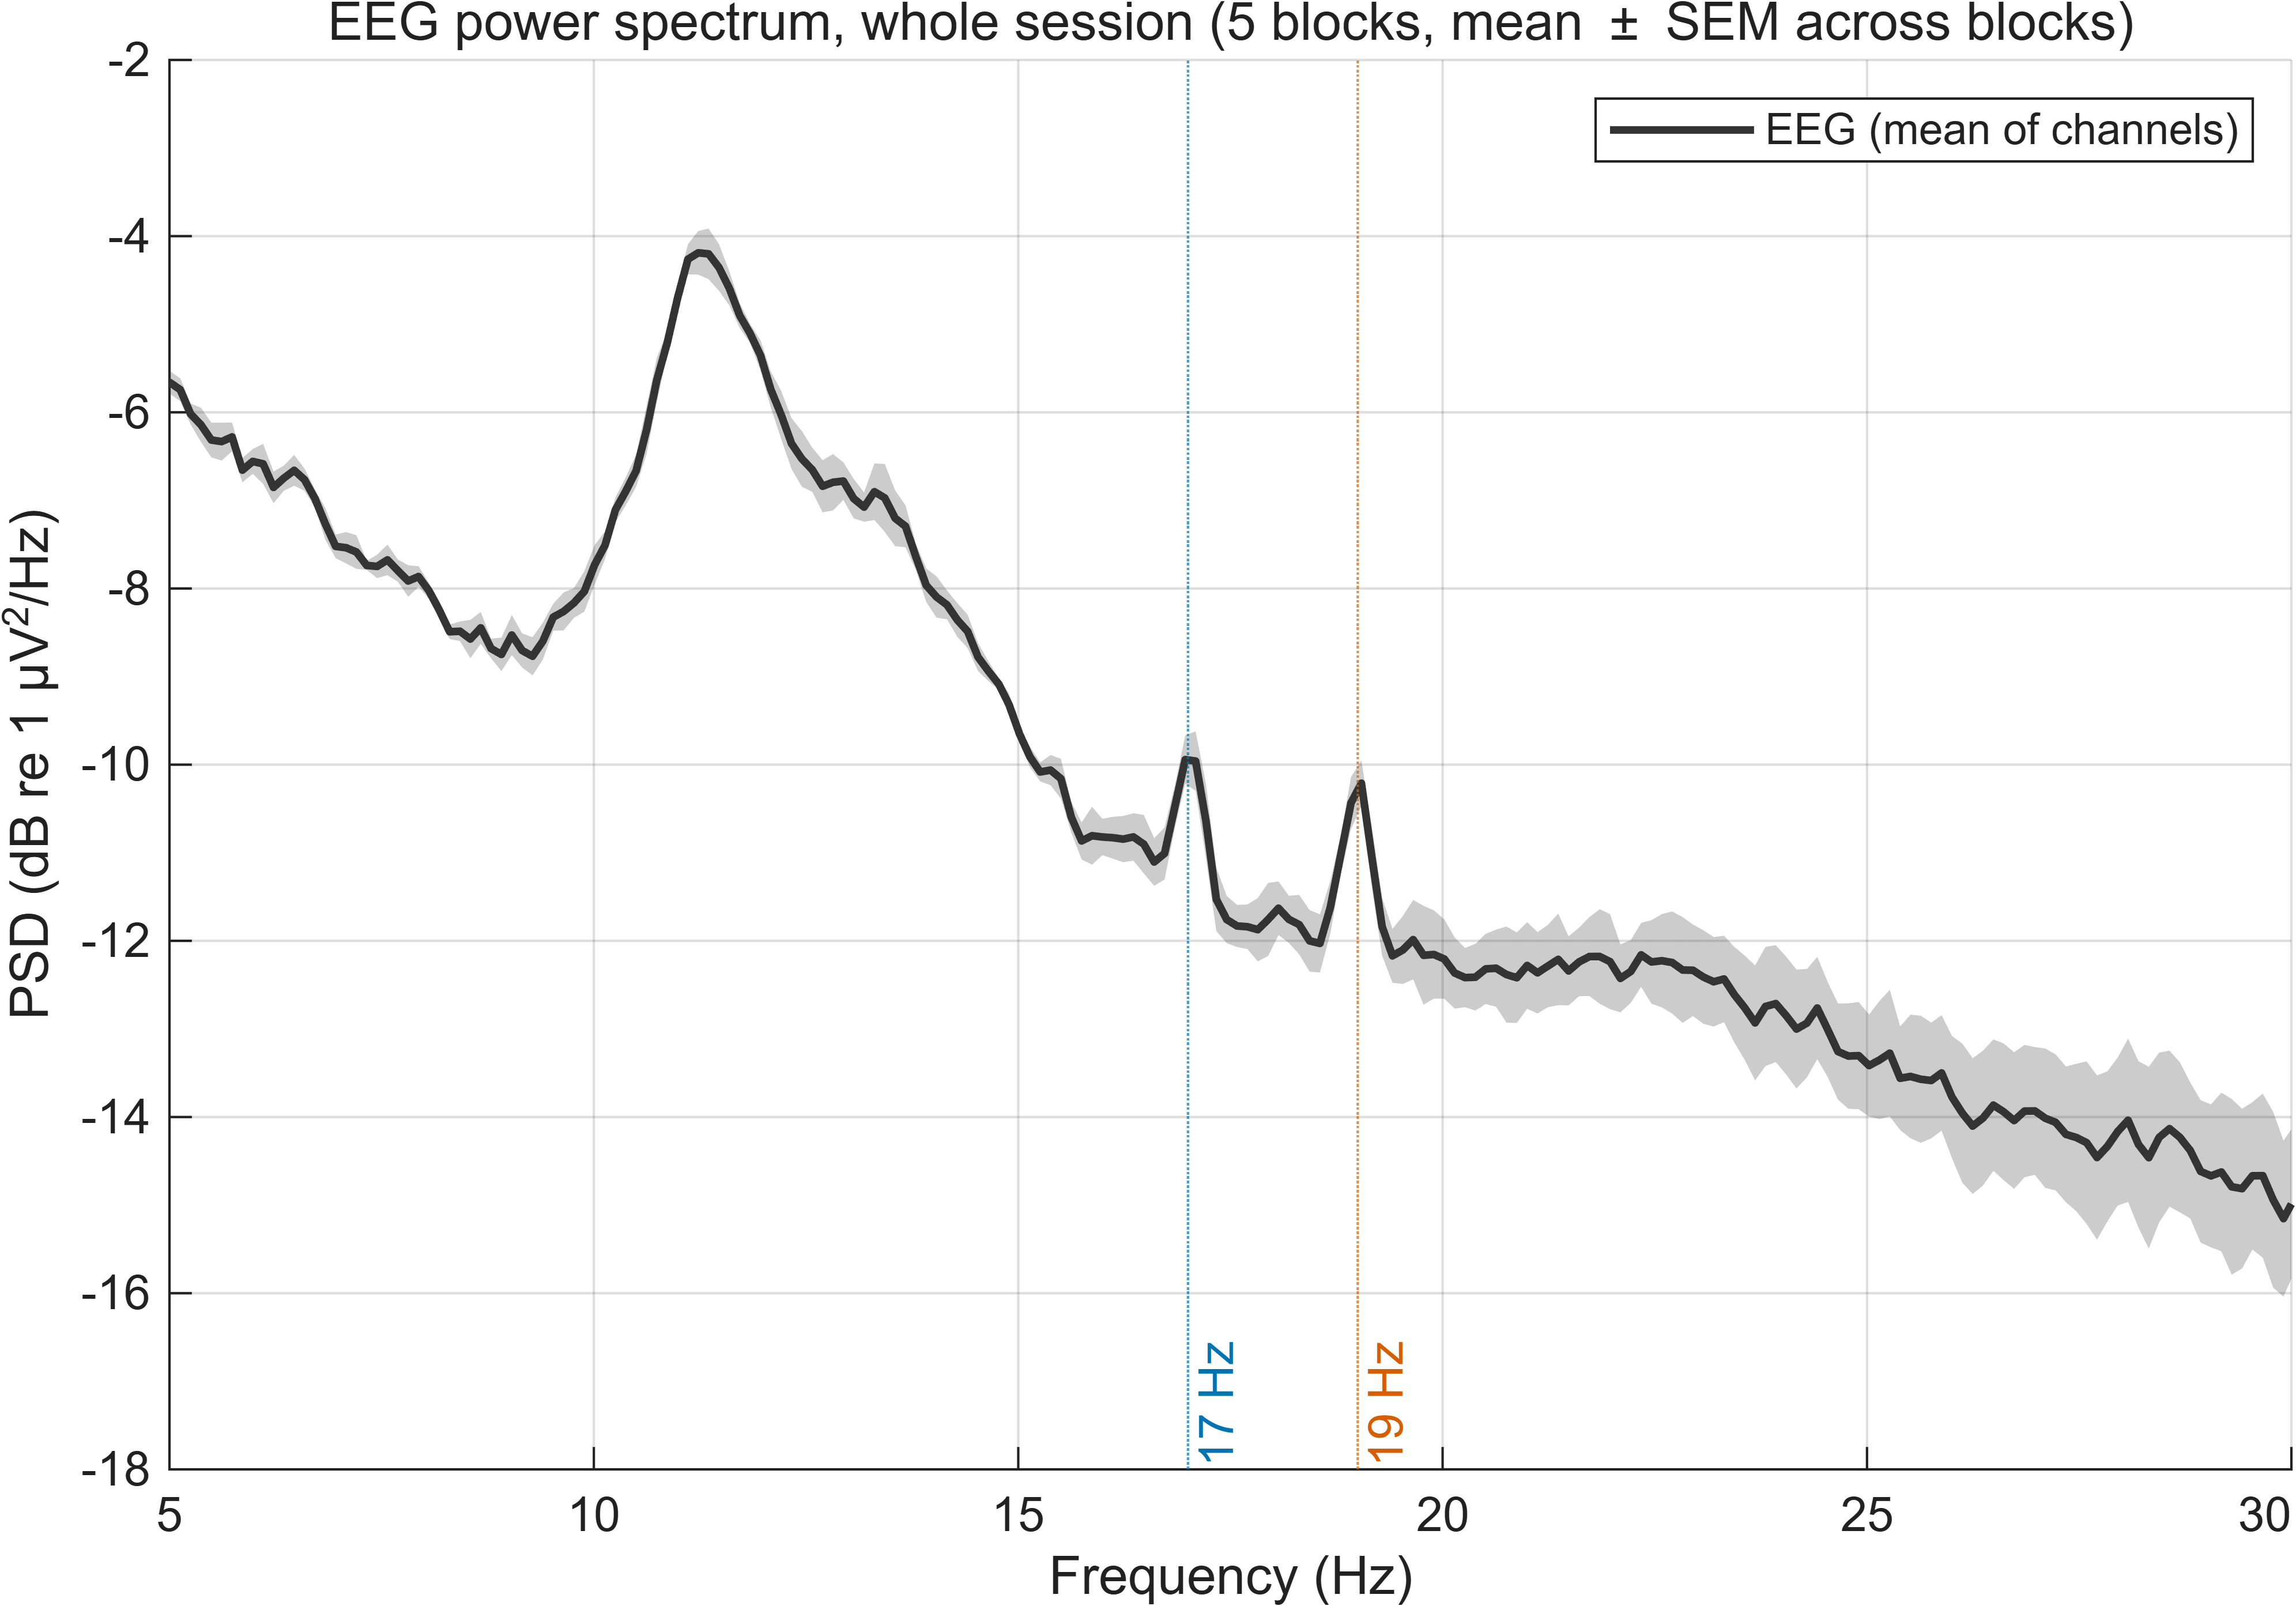 EEG power spectrum, whole session (5 blocks, mean ± SEM across blocks)
EEG (mean of channels)
PSD (dB re 1 µV²/Hz)
-2
-4
-6
-8
-10
-12
-14
-16
-18
17 Hz
19 Hz
5
10
15
20
25
30
Frequency (Hz)